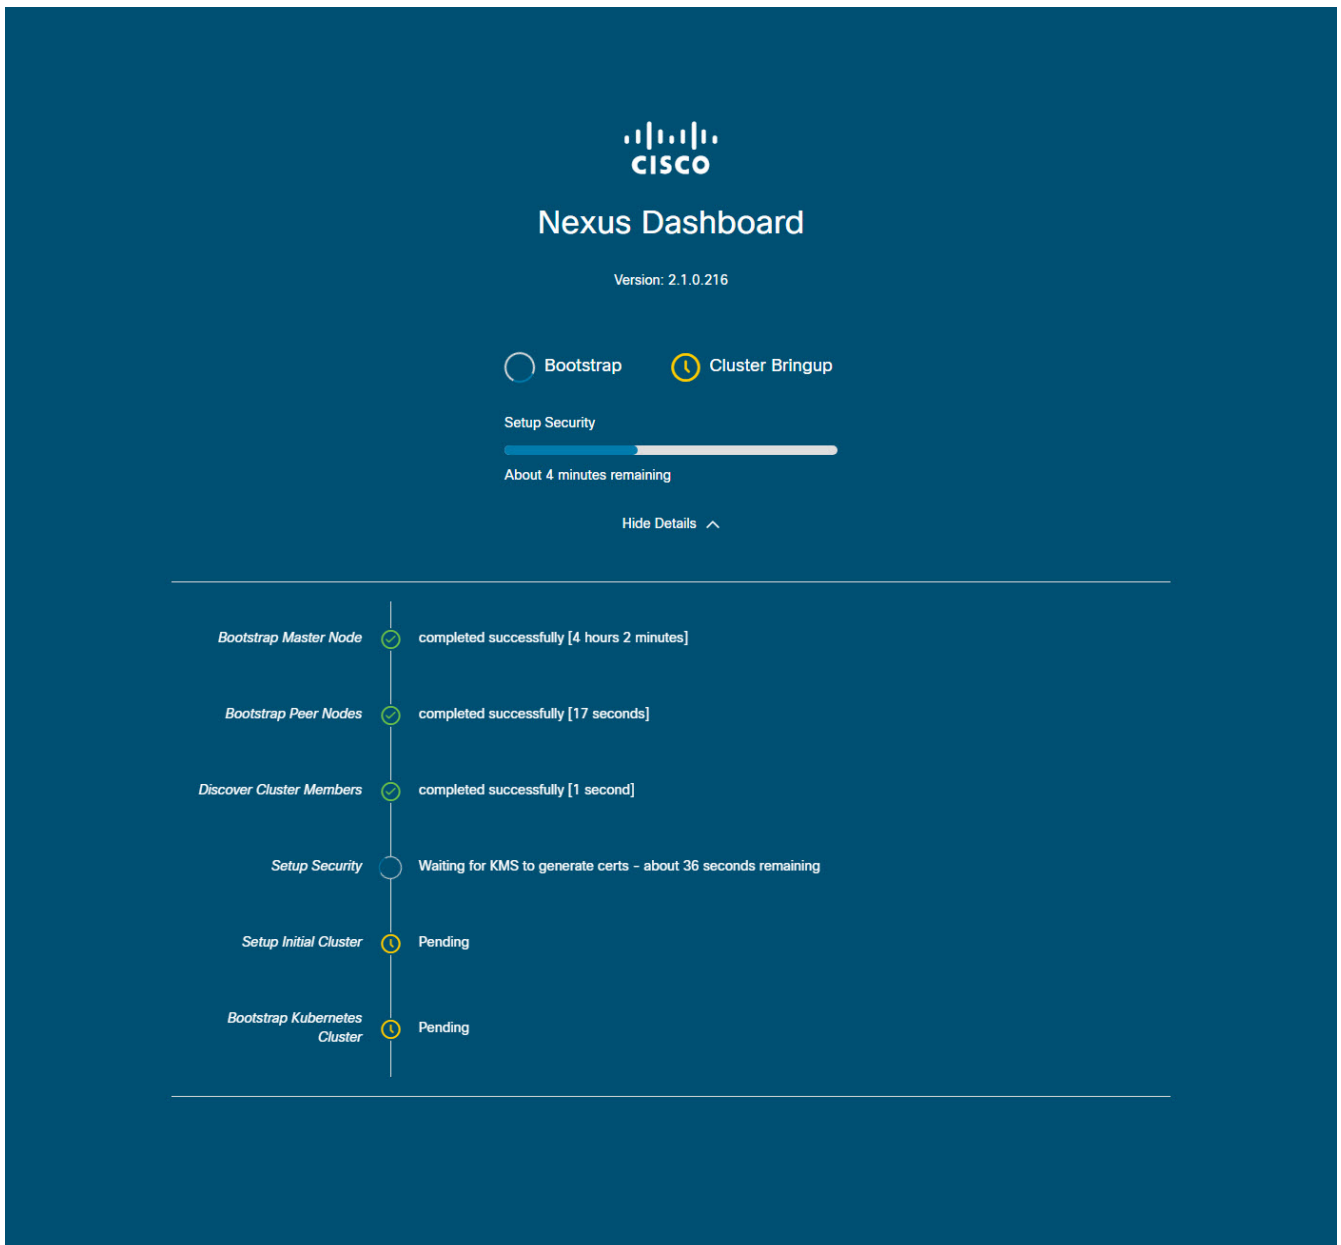 CISCO
Nexus Dashboard
Version: 2.1.0.216
Bootstrap
Cluster Bringup
Setup Security
About 4 minutes remaining
Hide Details
Bootstrap Master Node
completed successfully [4 hours 2 minutes]
Bootstrap Peer Nodes
completed successfully [17 seconds]
Discover Cluster Members
completed successfully [1 second]
Setup Security
Waiting for KMS to generate certs - about 36 seconds remaining
Setup Initial Cluster
Pending
Bootstrap Kubernetes
Cluster
Pending